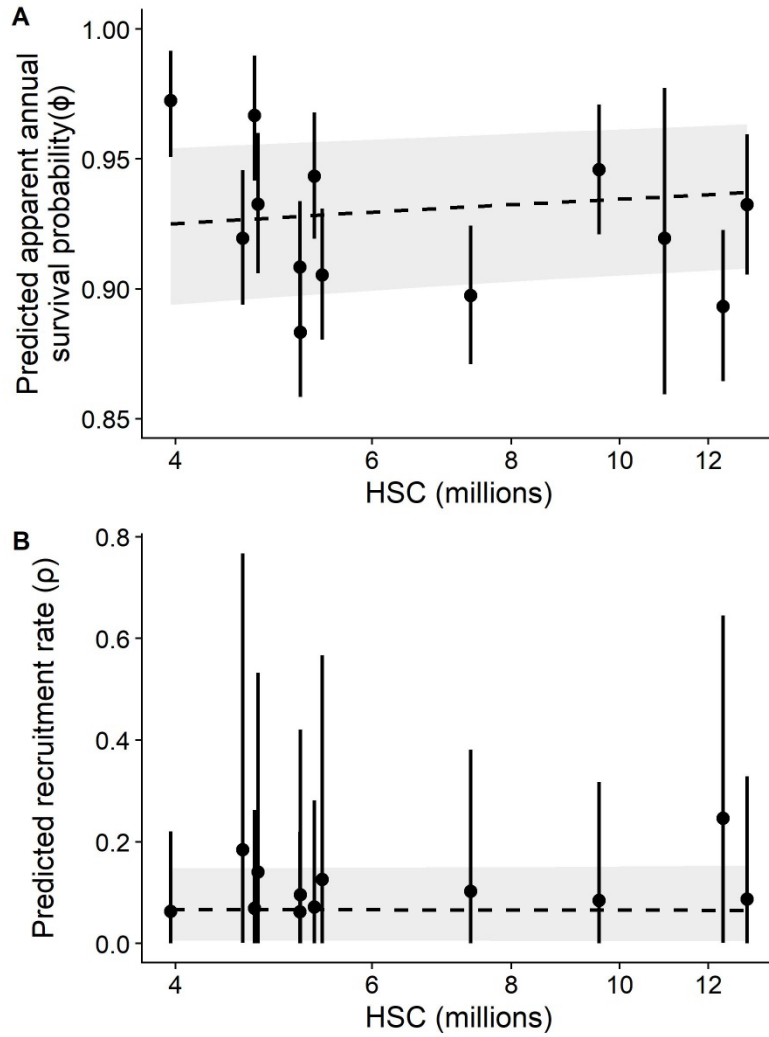 A
1.00
0.95
0.90
0.85
Predicted apparent annual
survival probability(ϕ)
4 6 8 10 12
HSC (millions)
B
0.8
0.6
0.4
0.2
0.0
Predicted recruitment rate (ρ)
4 6 8 10 12
HSC (millions)